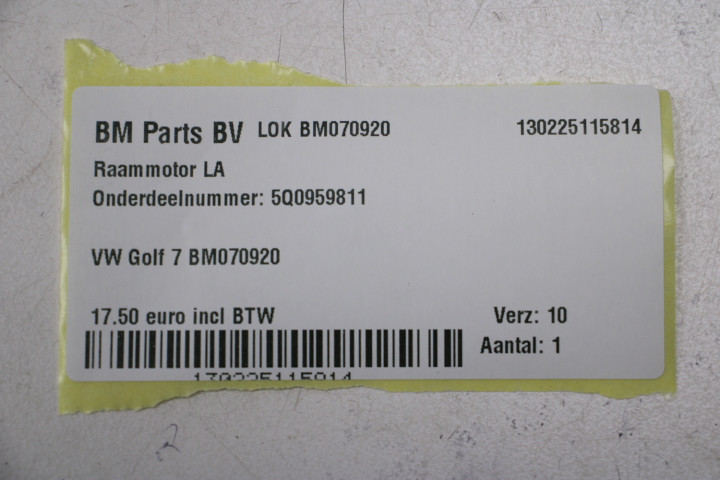 BM Parts BV LOK BM070920 130225115814
Raammotor LA
Onderdeelnummer: 5Q0959811
VW Golf 7 BM070920
17.50 euro incl BTW Verz: 10
Aantal: 1
130225115814